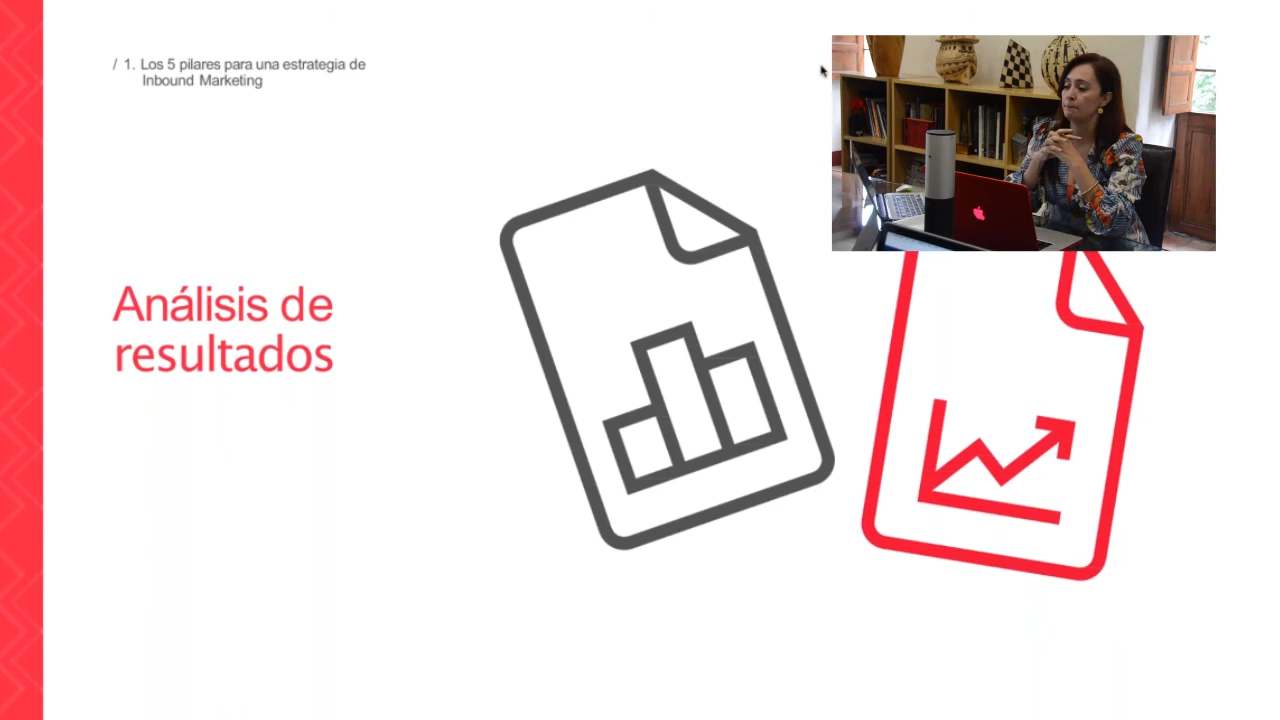 / 1. Los 5 pilares para una estrategia de
Inbound Marketing
Análisis de
resultados